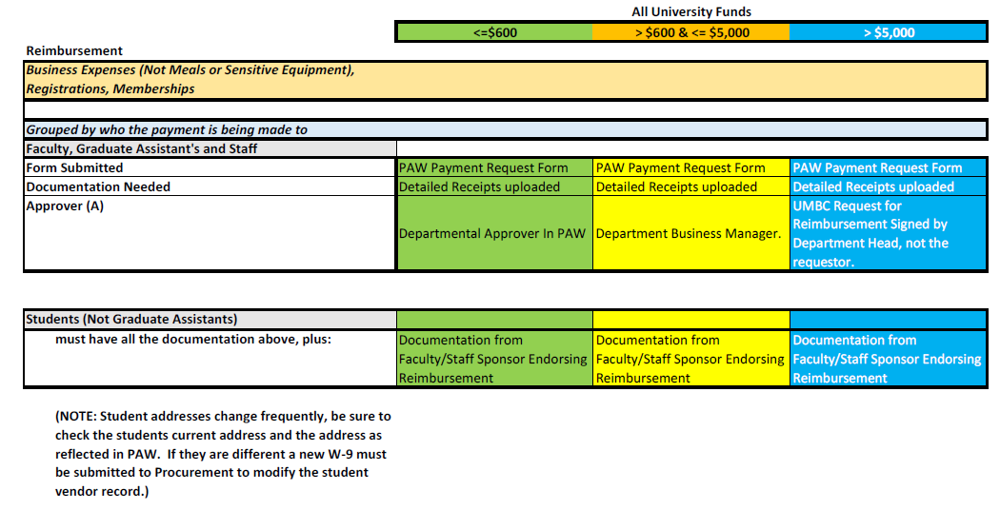 All University Funds
<=$600 > $600 & <= $5,000 > $5,000
Reimbursement
Business Expenses (Not Meals or Sensitive Equipment),
Registrations, Memberships
Grouped by who the payment is being made to
Faculty, Graduate Assistant's and Staff
Form Submitted PAW Payment Request Form PAW Payment Request Form PAW Payment Request Form
Documentation Needed Detailed Receipts uploaded Detailed Receipts uploaded Detailed Receipts uploaded
Approver (A) Departmental Approver In PAW Department Business Manager. UMBC Request for
Reimbursement Signed by
Department Head, not the
requestor.
Students (Not Graduate Assistants)
must have all the documentation above, plus: Documentation from Documentation from Documentation from
Faculty/Staff Sponsor Endorsing Faculty/Staff Sponsor Endorsing Faculty/Staff Sponsor Endorsing
Reimbursement Reimbursement Reimbursement
(NOTE: Student addresses change frequently, be sure to
check the students current address and the address as
reflected in PAW.  If they are different a new W-9 must
be submitted to Procurement to modify the student
vendor record.)